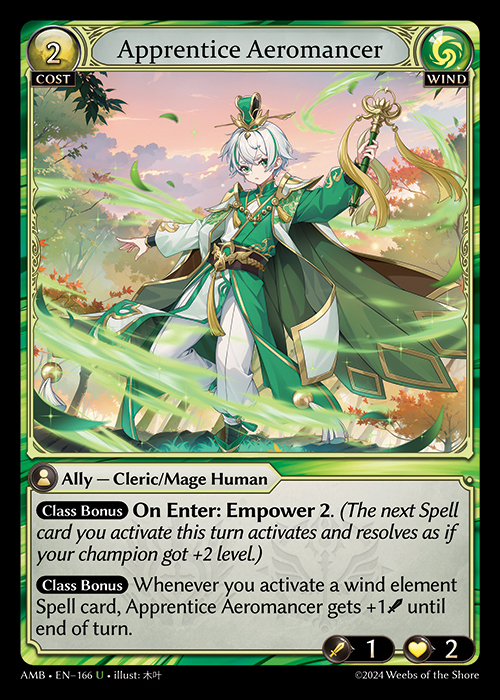 2
Apprentice Aeromancer
COST
WIND
Ally — Cleric/Mage Human
Class Bonus On Enter: Empower 2. (The next Spell
card you activate this turn activates and resolves as if
your champion got +2 level.)
Class Bonus Whenever you activate a wind element
Spell card, Apprentice Aeromancer gets +1 until
end of turn.
1
2
AMB • EN–166 U • illust: 木叶
©2024 Weebs of the Shore